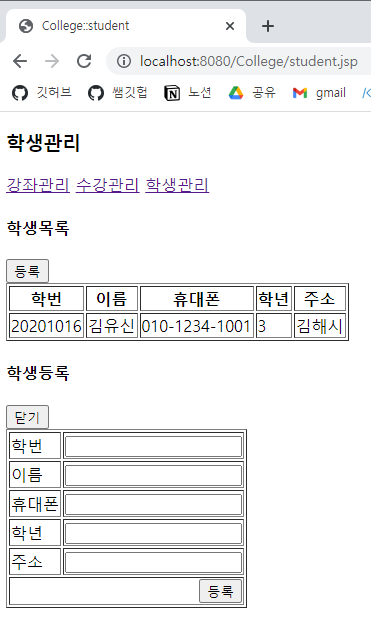 College::student
localhost:8080/College/student.jsp
깃허브 쌤깃헙 노션 공유 gmail
학생관리
강좌관리 수강관리 학생관리
학생목록
등록
학번 이름 휴대폰 학년 주소
20201016 김유신 010-1234-1001 3 김해시
학생등록
닫기
학번
이름
휴대폰
학년
주소
등록